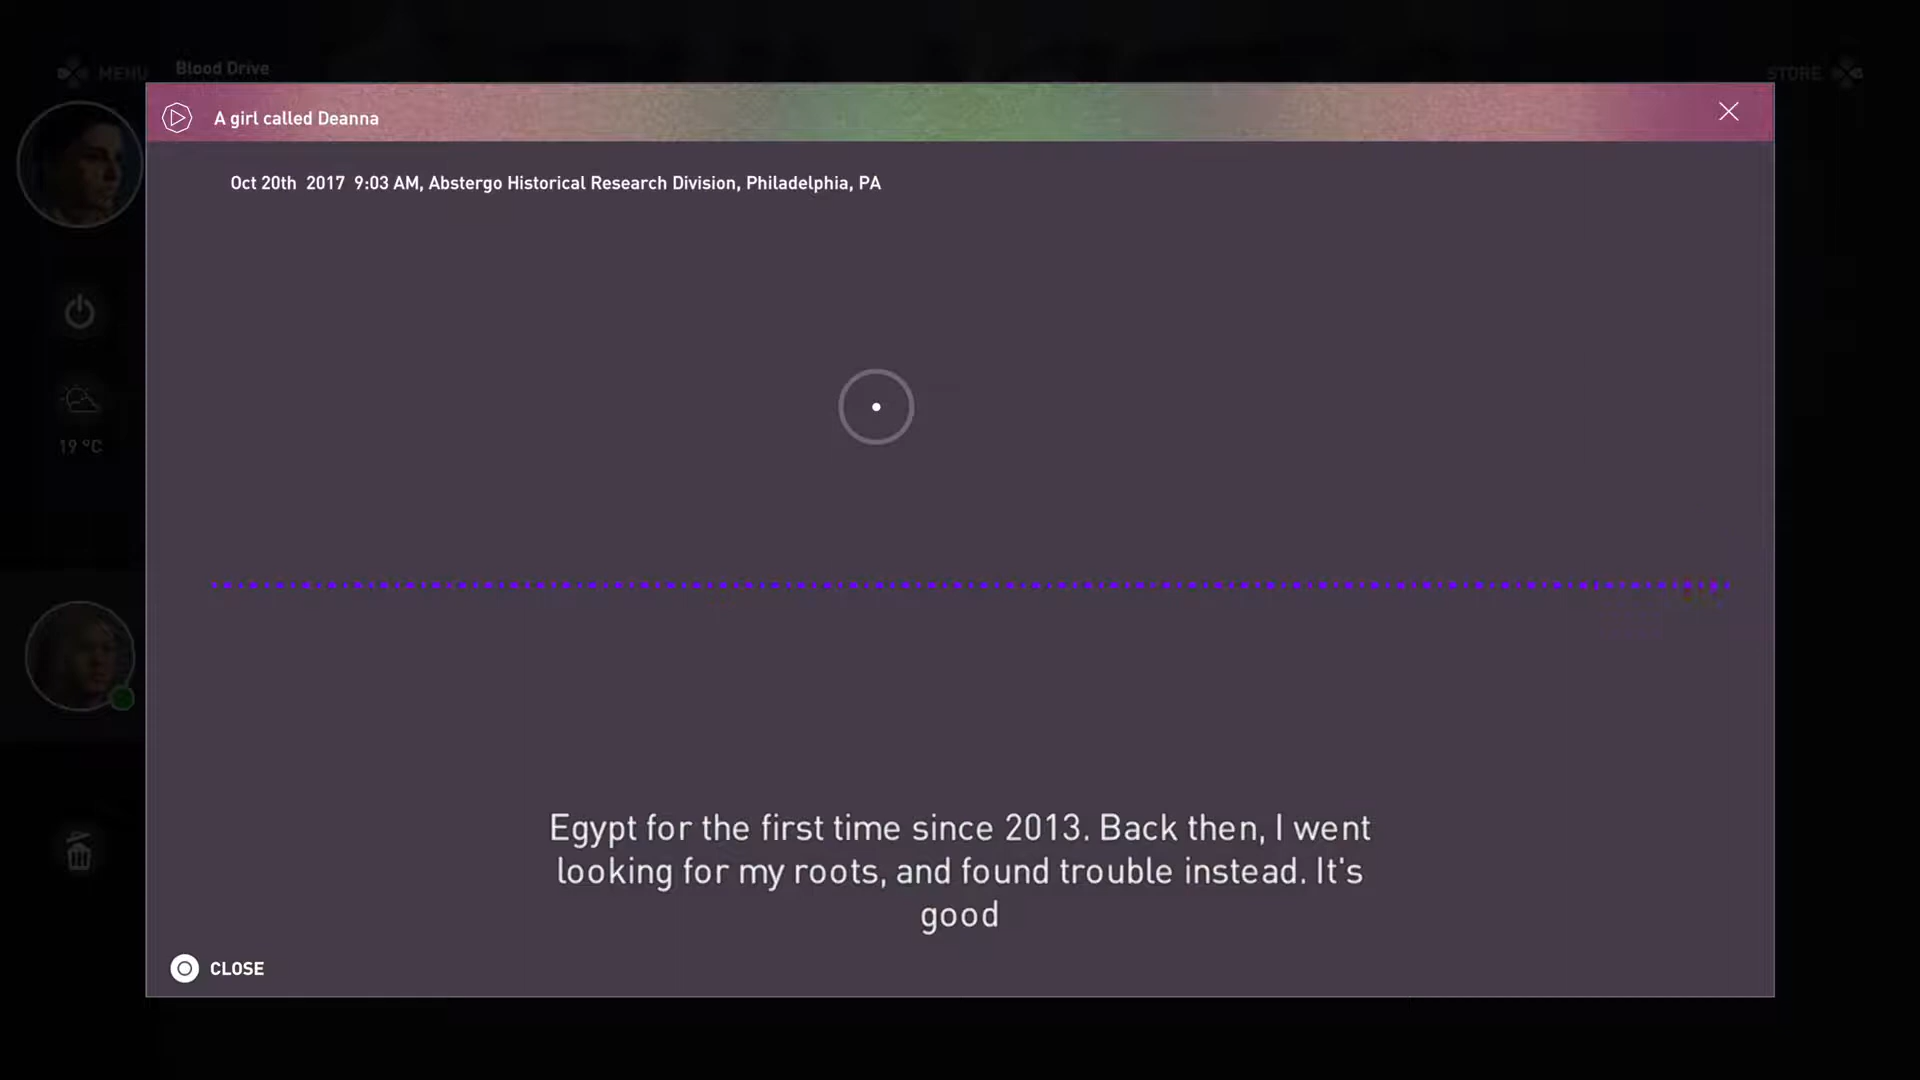 MENU
Blood Drive
STORE
A girl called Deanna
Oct 20th 2017 9:03 AM, Abstergo Historical Research Division, Philadelphia, PA
19 °C
Egypt for the first time since 2013. Back then, I went
looking for my roots, and found trouble instead. It's
good
CLOSE